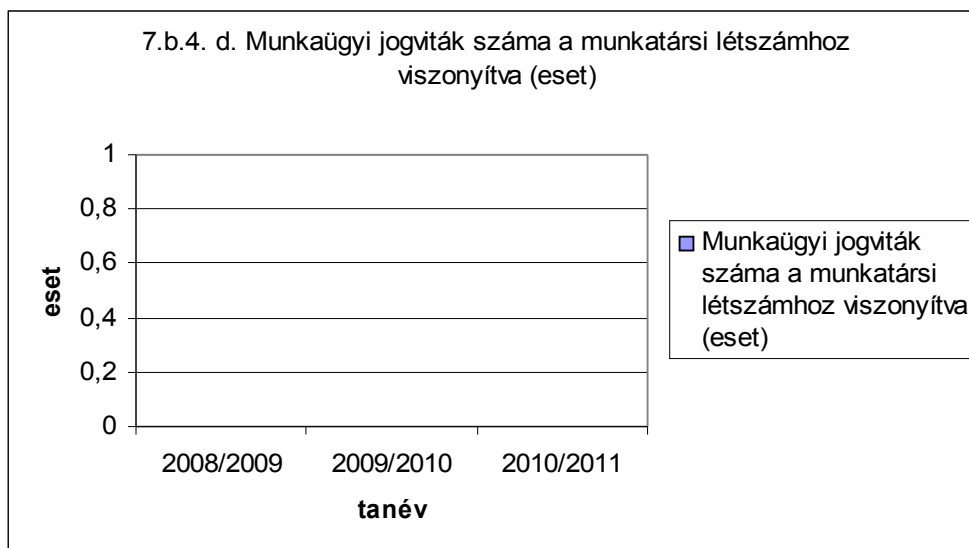 7.b.4. d. Munkaügyi jogviták száma a munkatársi létszámhoz
viszonyítva (eset)
1
0,8
0,6
0,4
0,2
0
eset
2008/2009
2009/2010
2010/2011
tanév
Munkaügyi jogviták
száma a munkatársi
létszámhoz viszonyítva
(eset)